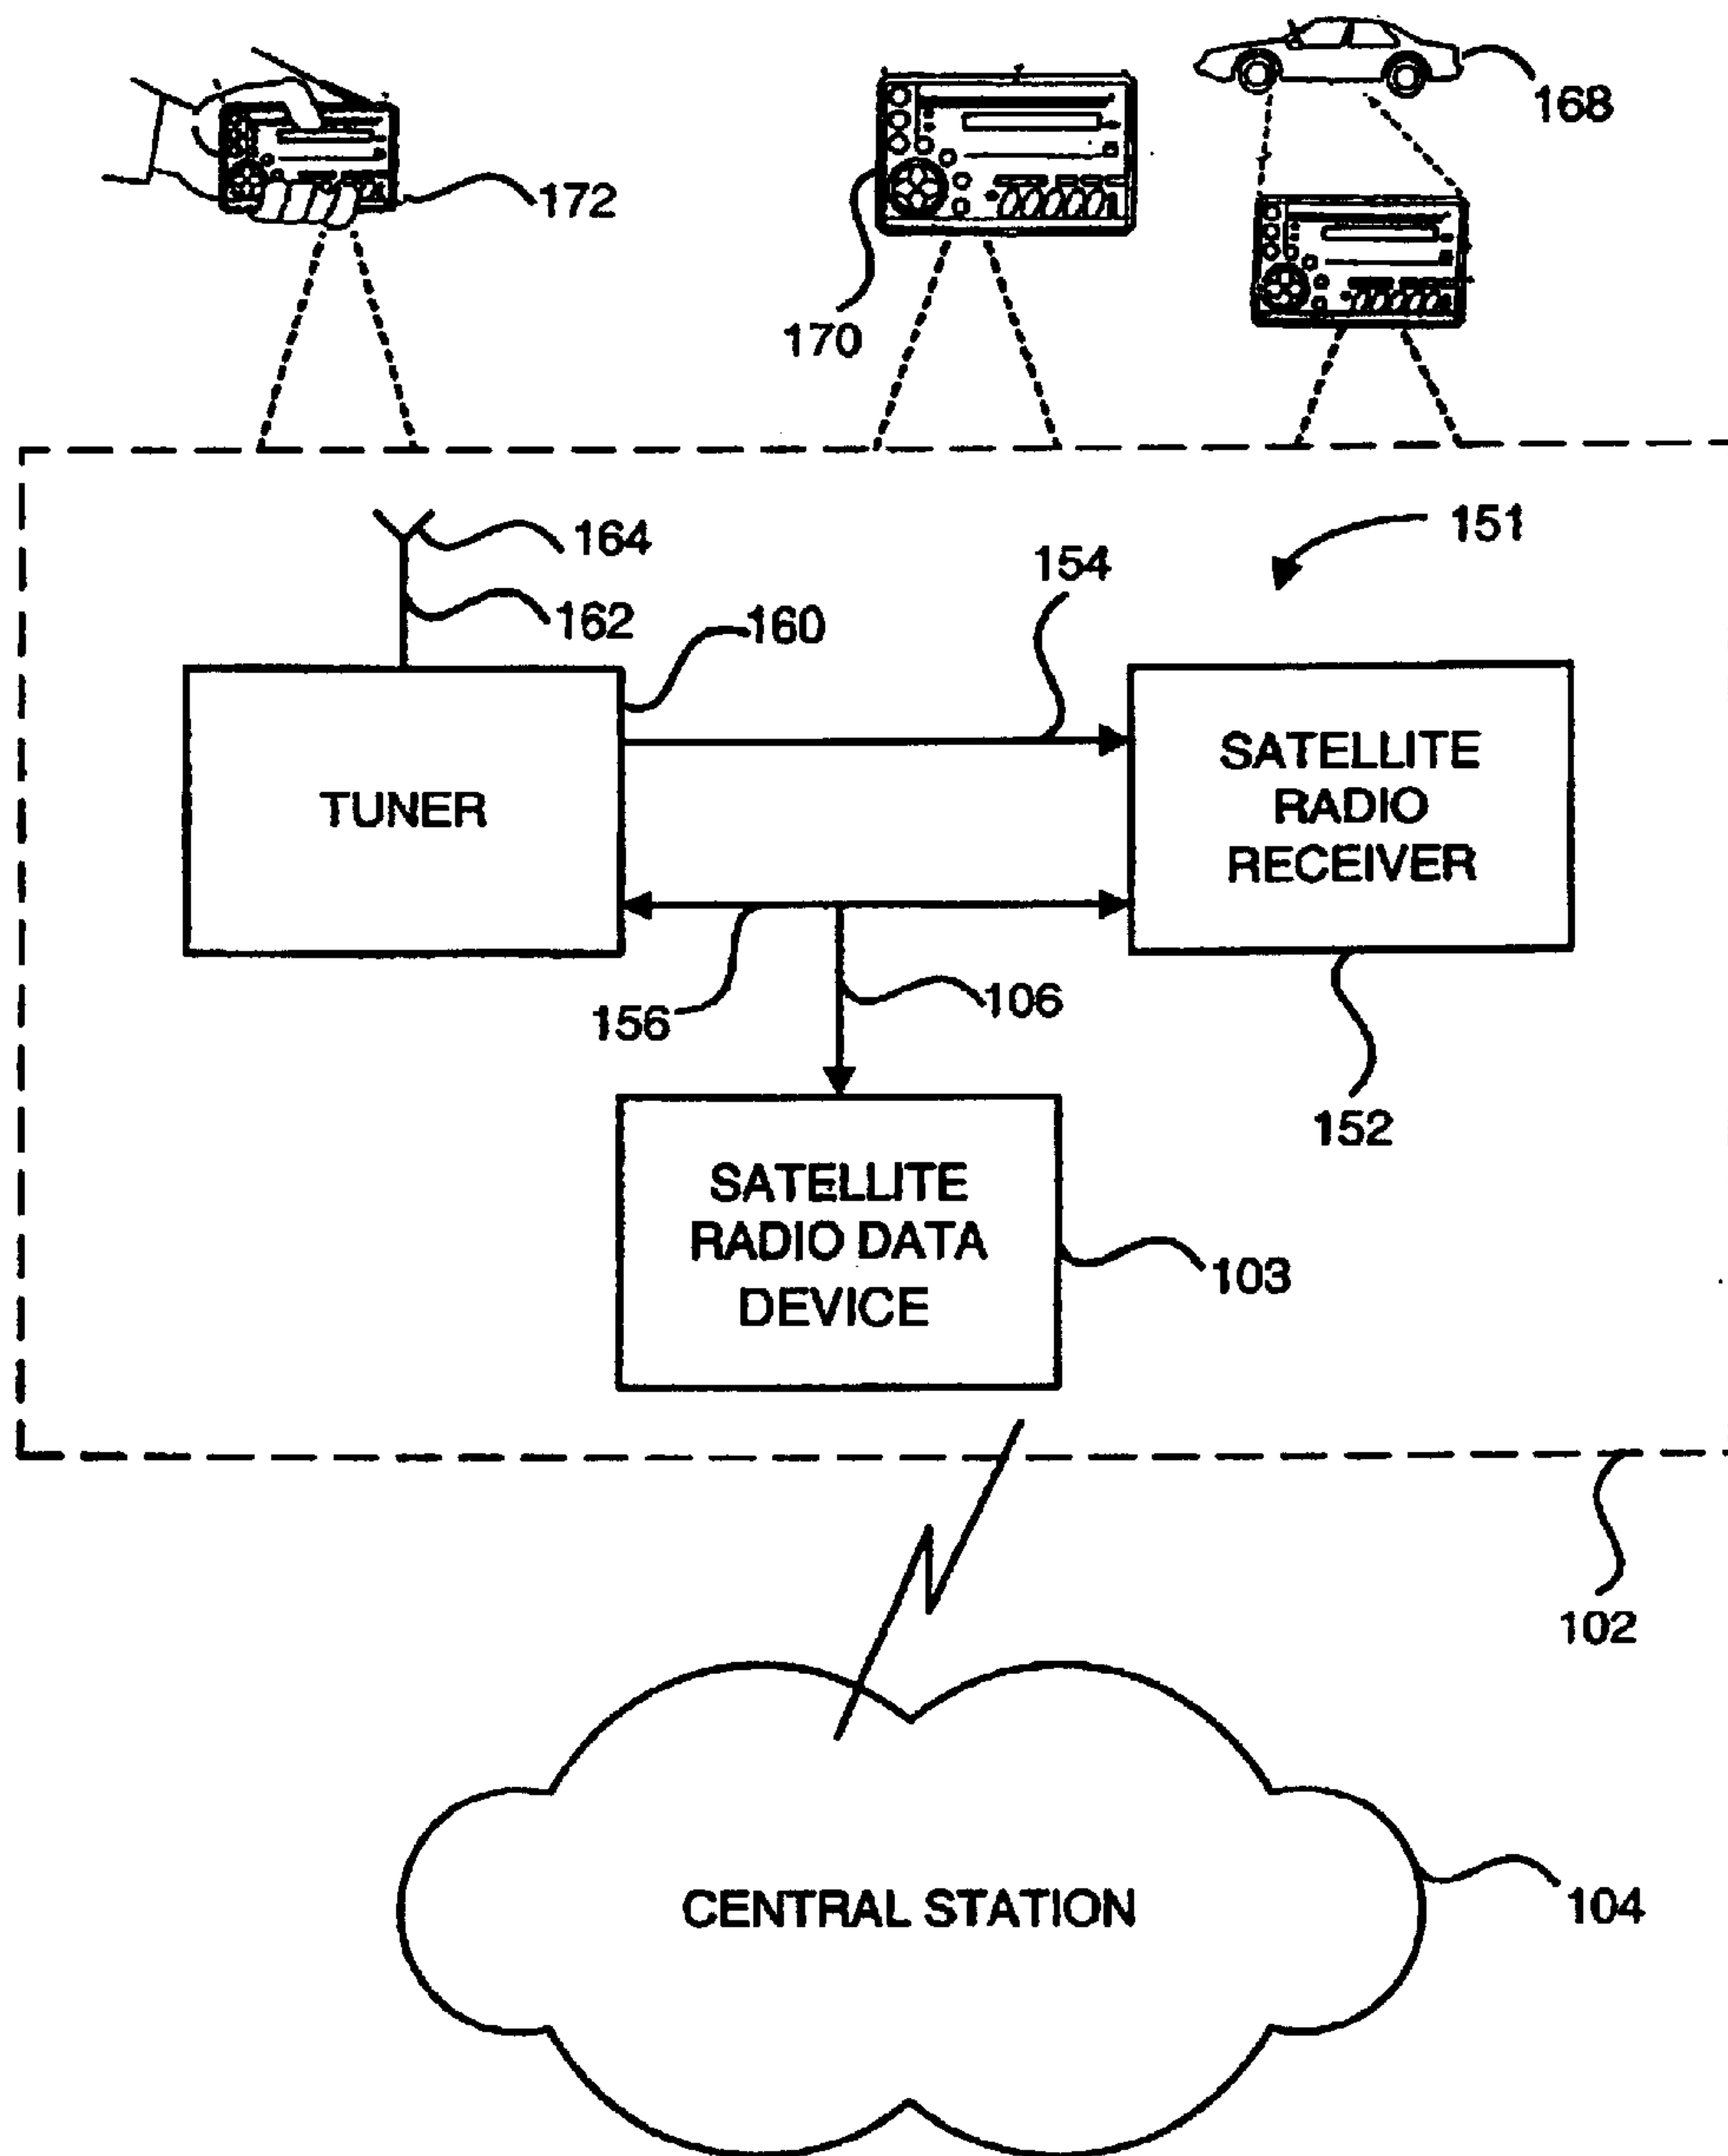 168
172
170
164
151
154
162
160
TUNER
SATELLITE
RADIO
RECEIVER
156
106
152
SATELLITE
RADIO DATA
DEVICE
103
102
CENTRAL STATION
104